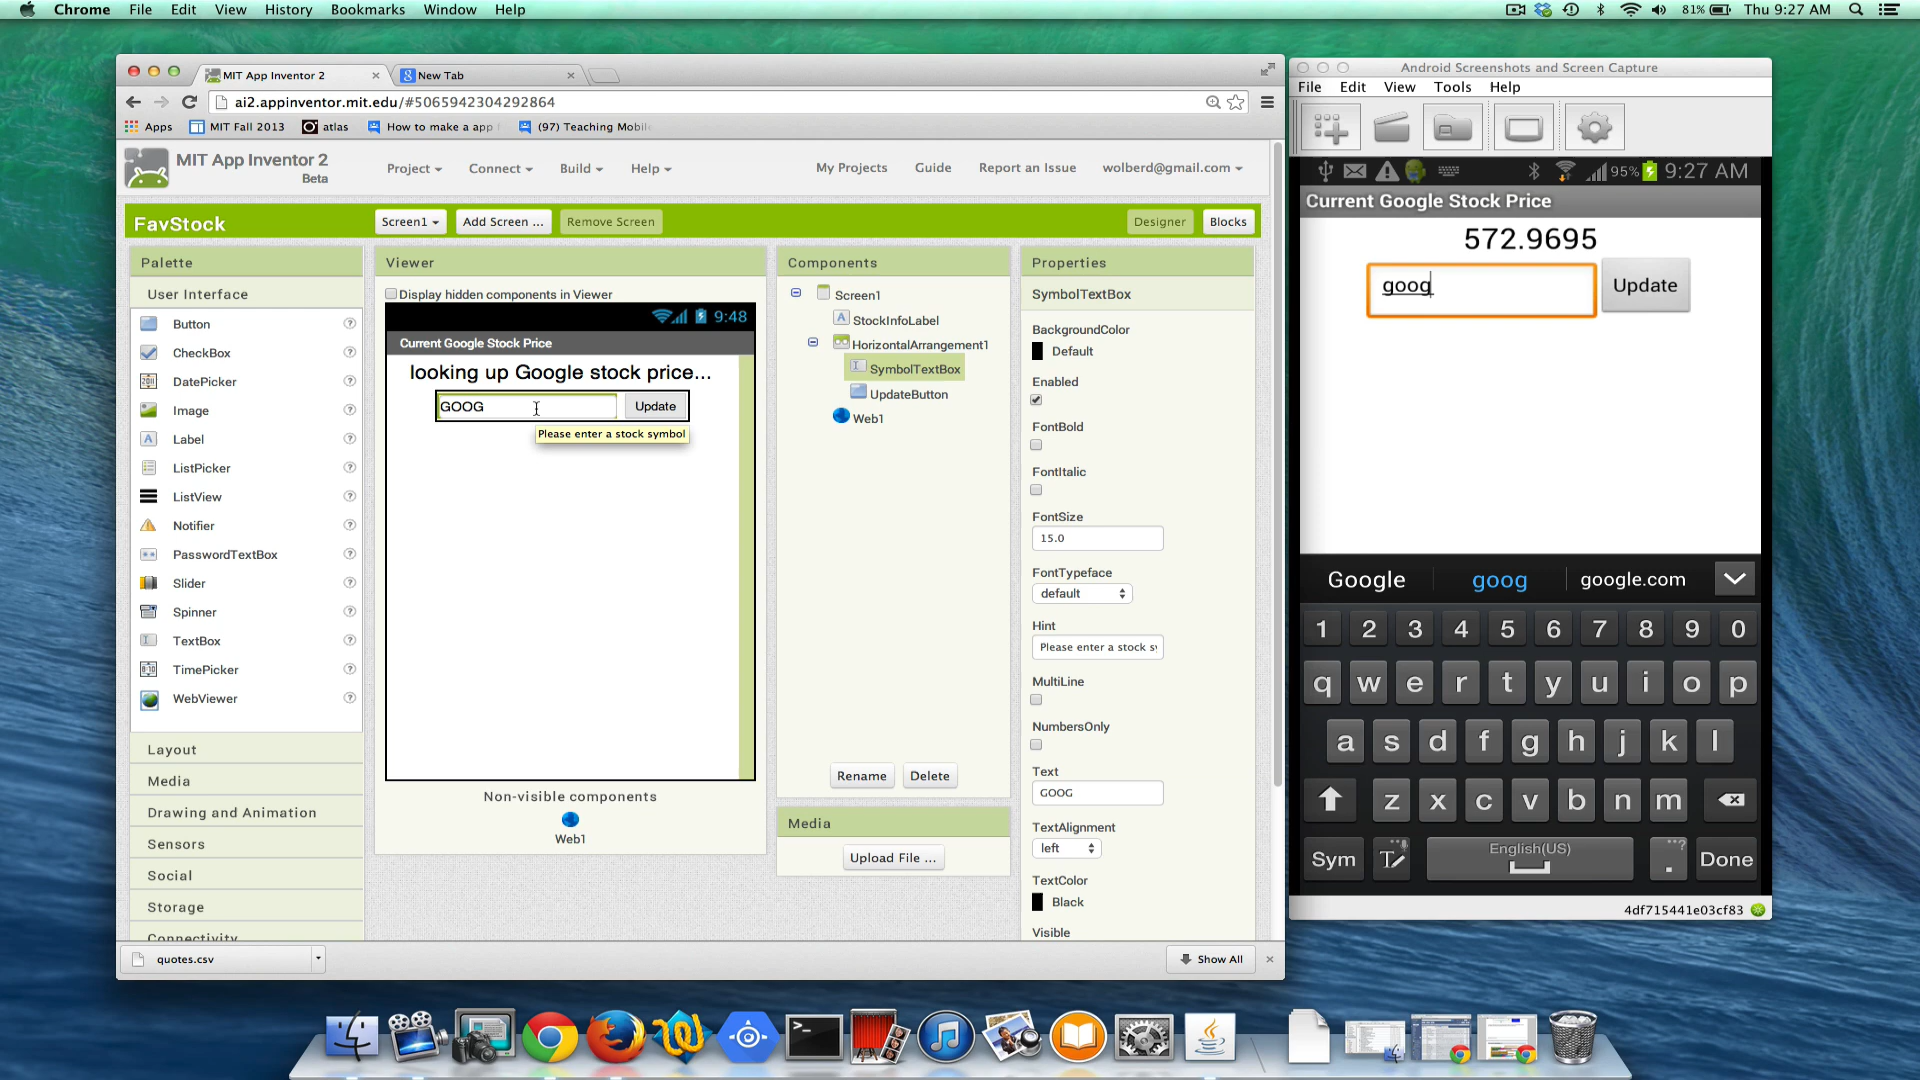 Chrome File Edit View History Bookmarks Window Help 81% Thu 9:27 AM
MIT App Inventor 2
New Tab
ai2.appinventor.mit.edu/#5065942304292864
Apps MIT Fall 2013 atlas How to make a app (97) Teaching Mobile
MIT App Inventor 2
Beta
Project Connect Build Help My Projects Guide Report an Issue wolberd@gmail.com
FavStock Screen1 Add Screen ... Remove Screen Designer Blocks
Palette
User Interface
Button
CheckBox
DatePicker
Image
Label
ListPicker
ListView
Notifier
PasswordTextBox
Slider
Spinner
TextBox
TimePicker
WebViewer
Layout
Media
Drawing and Animation
Sensors
Social
Storage
Connectivity
Viewer
Display hidden components in Viewer
9:48
Current Google Stock Price
looking up Google stock price...
GOOG Update
Please enter a stock symbol
Non-visible components
Web1
Components
Screen1
StockInfoLabel
HorizontalArrangement1
SymbolTextBox
UpdateButton
Web1
Rename Delete
Media
Upload File ...
Properties
SymbolTextBox
BackgroundColor
Default
Enabled
FontBold
FontItalic
FontSize
15.0
FontTypeface
default
Hint
Please enter a stock sy
MultiLine
NumbersOnly
Text
GOOG
TextAlignment
left
TextColor
Black
Visible
quotes.csv Show All
Android Screenshots and Screen Capture
File Edit View Tools Help
95% 9:27 AM
Current Google Stock Price
572.9695
goog Update
Google goog google.com
1 2 3 4 5 6 7 8 9 0
q w e r t y u i o p
a s d f g h j k l
z x c v b n m
Sym T English(US) . Done
4df715441e03cf83